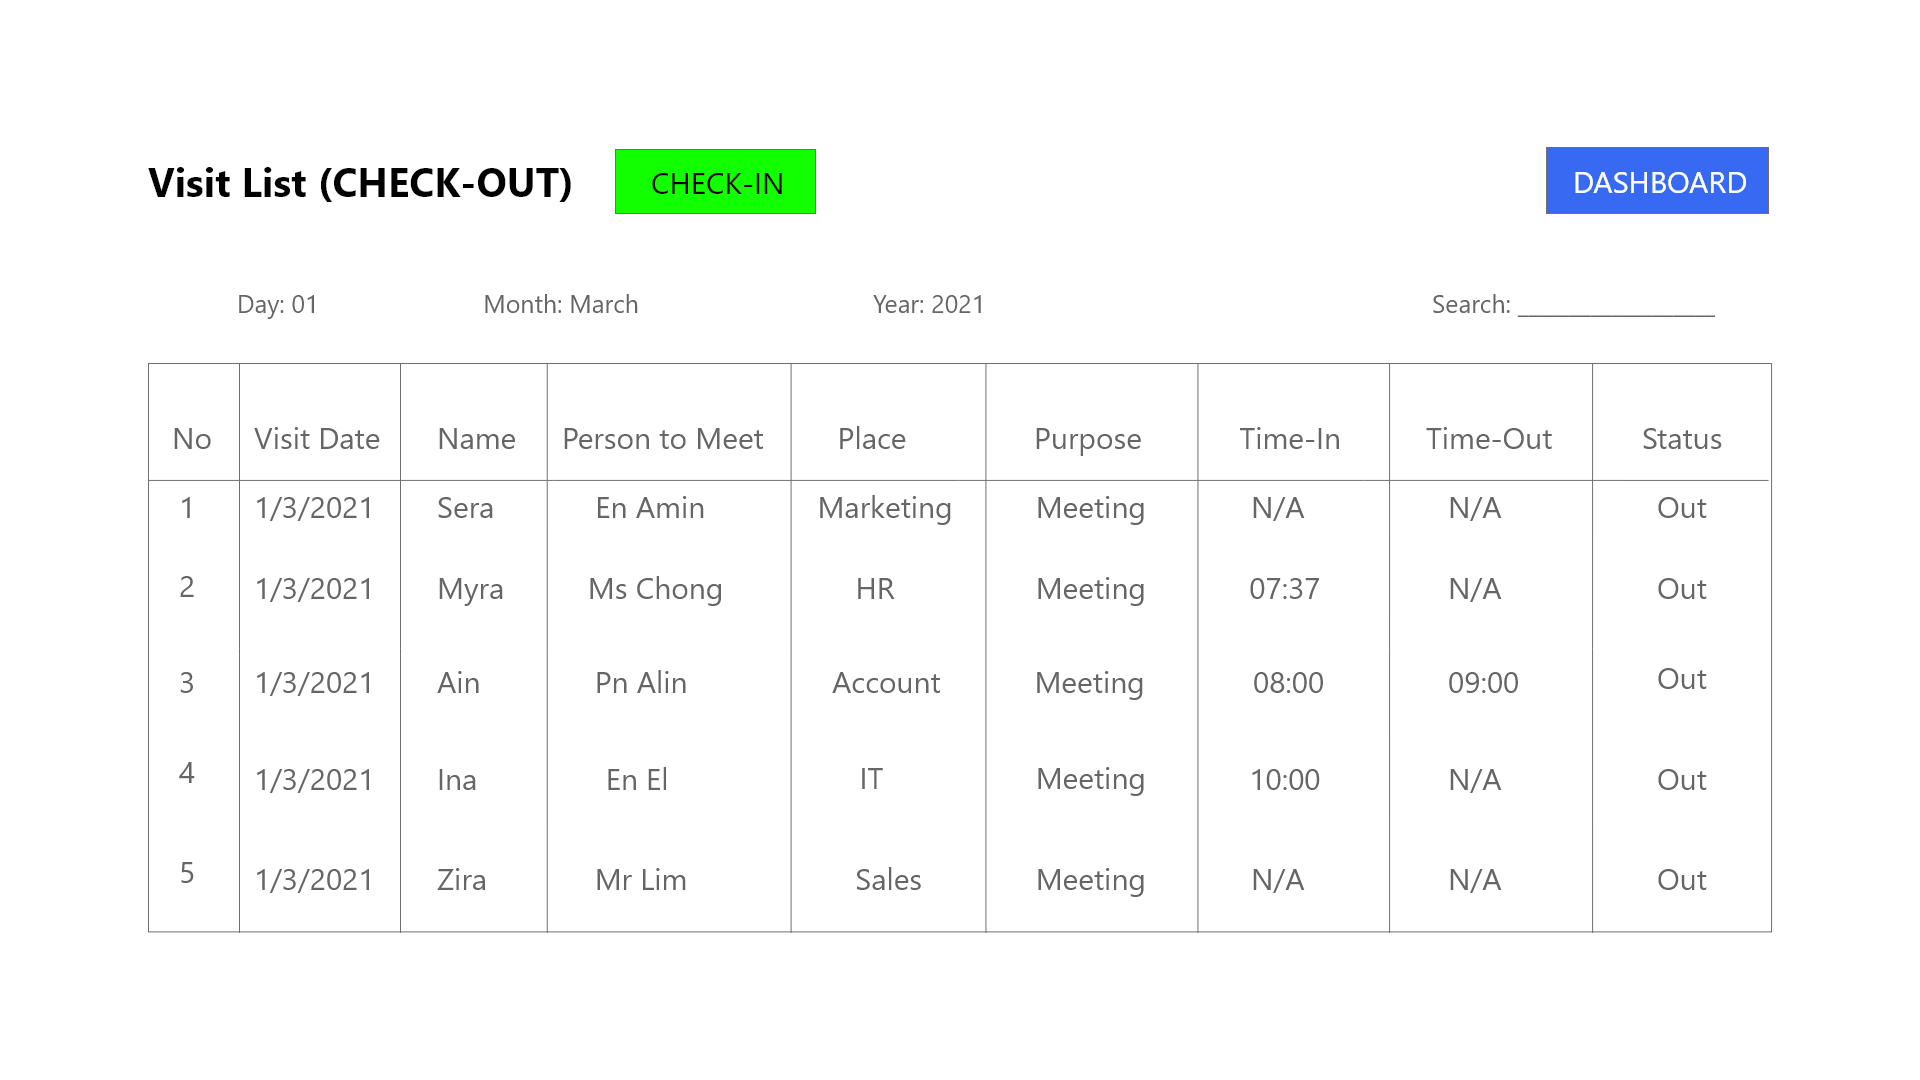 Visit List (CHECK-OUT) CHECK-IN DASHBOARD
Day: 01 Month: March Year: 2021 Search: ________________
No Visit Date Name Person to Meet Place Purpose Time-In Time-Out Status
1 1/3/2021 Sera En Amin Marketing Meeting N/A N/A Out
2 1/3/2021 Myra Ms Chong HR Meeting 07:37 N/A Out
3 1/3/2021 Ain Pn Alin Account Meeting 08:00 09:00 Out
4 1/3/2021 Ina En El IT Meeting 10:00 N/A Out
5 1/3/2021 Zira Mr Lim Sales Meeting N/A N/A Out